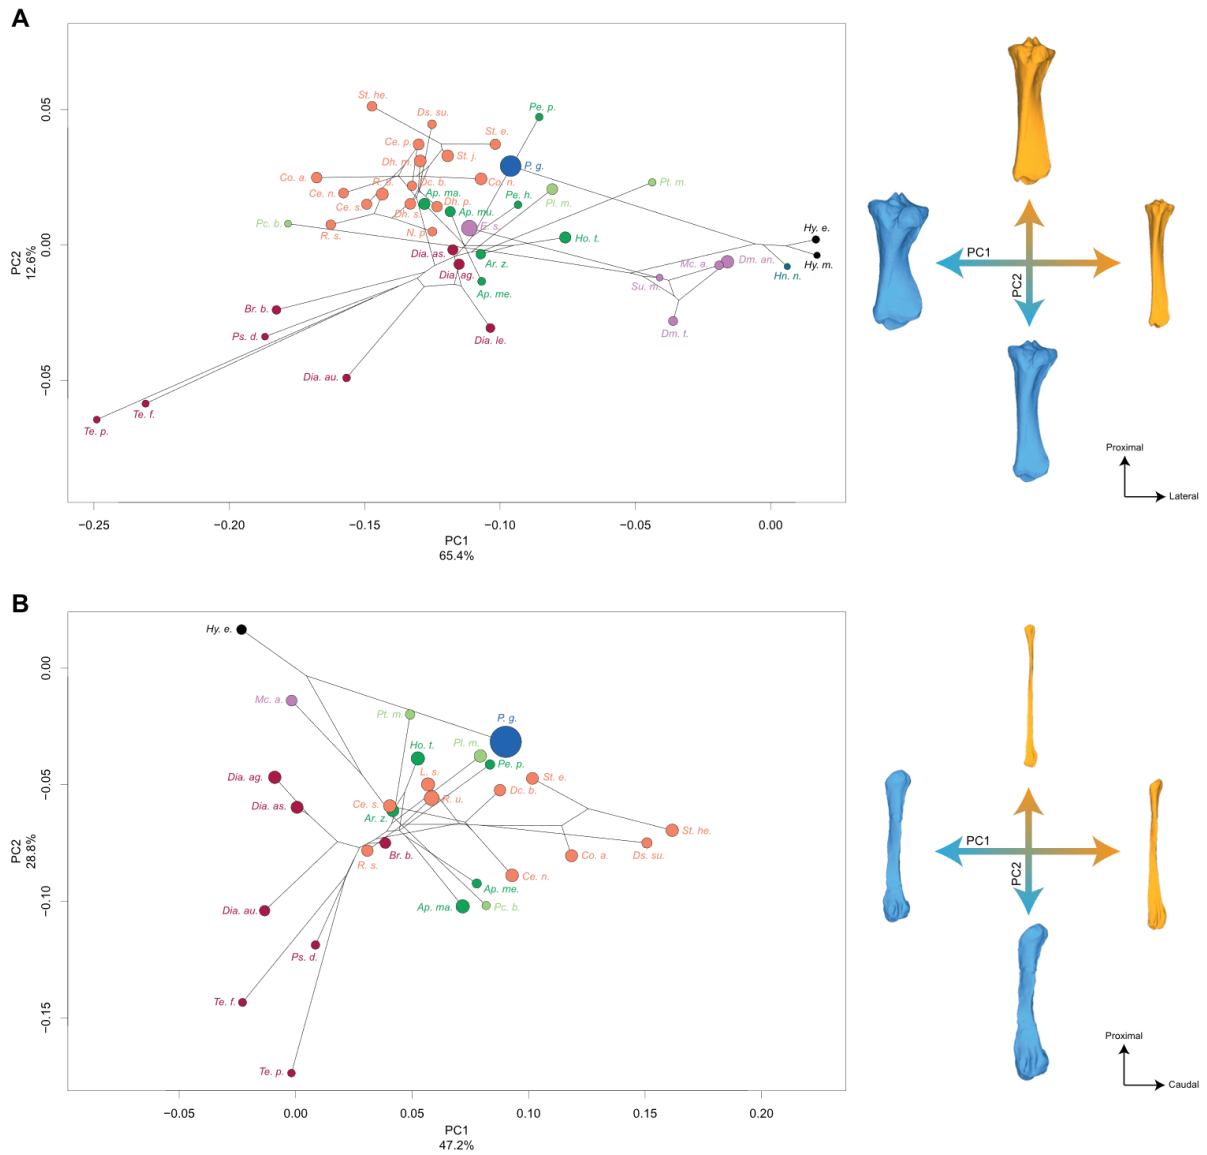 A
0.05
0.00
−0.05
PC2
12.6%
St. he.
Ds. su.
Pe. p.
Ce. p.
St. e.
St. j.
Dh. m.
P. g.
Co. a.
R. u.
Dc. b.
Co. n.
Pt. m.
Ce. n.
Ap. ma.
Dh. p.
Pe. h.
Pl. m.
Ce. s.
Dh. s.
Ap. mu.
Pc. b.
R. s.
N. p.
E. s.
Ho. t.
Hy. e.
Dia. as.
Ar. z.
Mc. a.
Dm. an.
Hy. m.
Dia. ag.
Su. m.
Hn. n.
Ap. me.
Br. b.
Dm. t.
Ps. d.
Dia. le.
Dia. au.
Te. f.
Te. p.
−0.25
−0.20
−0.15
−0.10
−0.05
0.00
PC1
65.4%
PC1
PC2
Proximal
Lateral
B
0.00
−0.05
−0.10
−0.15
PC2
28.8%
Hy. e.
Mc. a.
Pt. m.
P. g.
Ho. t.
Pl. m.
Pe. p.
Dia. ag.
L. s.
St. e.
Dc. b.
Dia. as.
Ce. s.
R. u.
Ar. z.
St. he.
Br. b.
R. s.
Co. a.
Ds. su.
Ce. n.
Ap. me.
Dia. au.
Ap. ma.
Pc. b.
Ps. d.
Te. f.
Te. p.
−0.05
0.00
0.05
0.10
0.15
0.20
PC1
47.2%
PC1
PC2
Proximal
Caudal